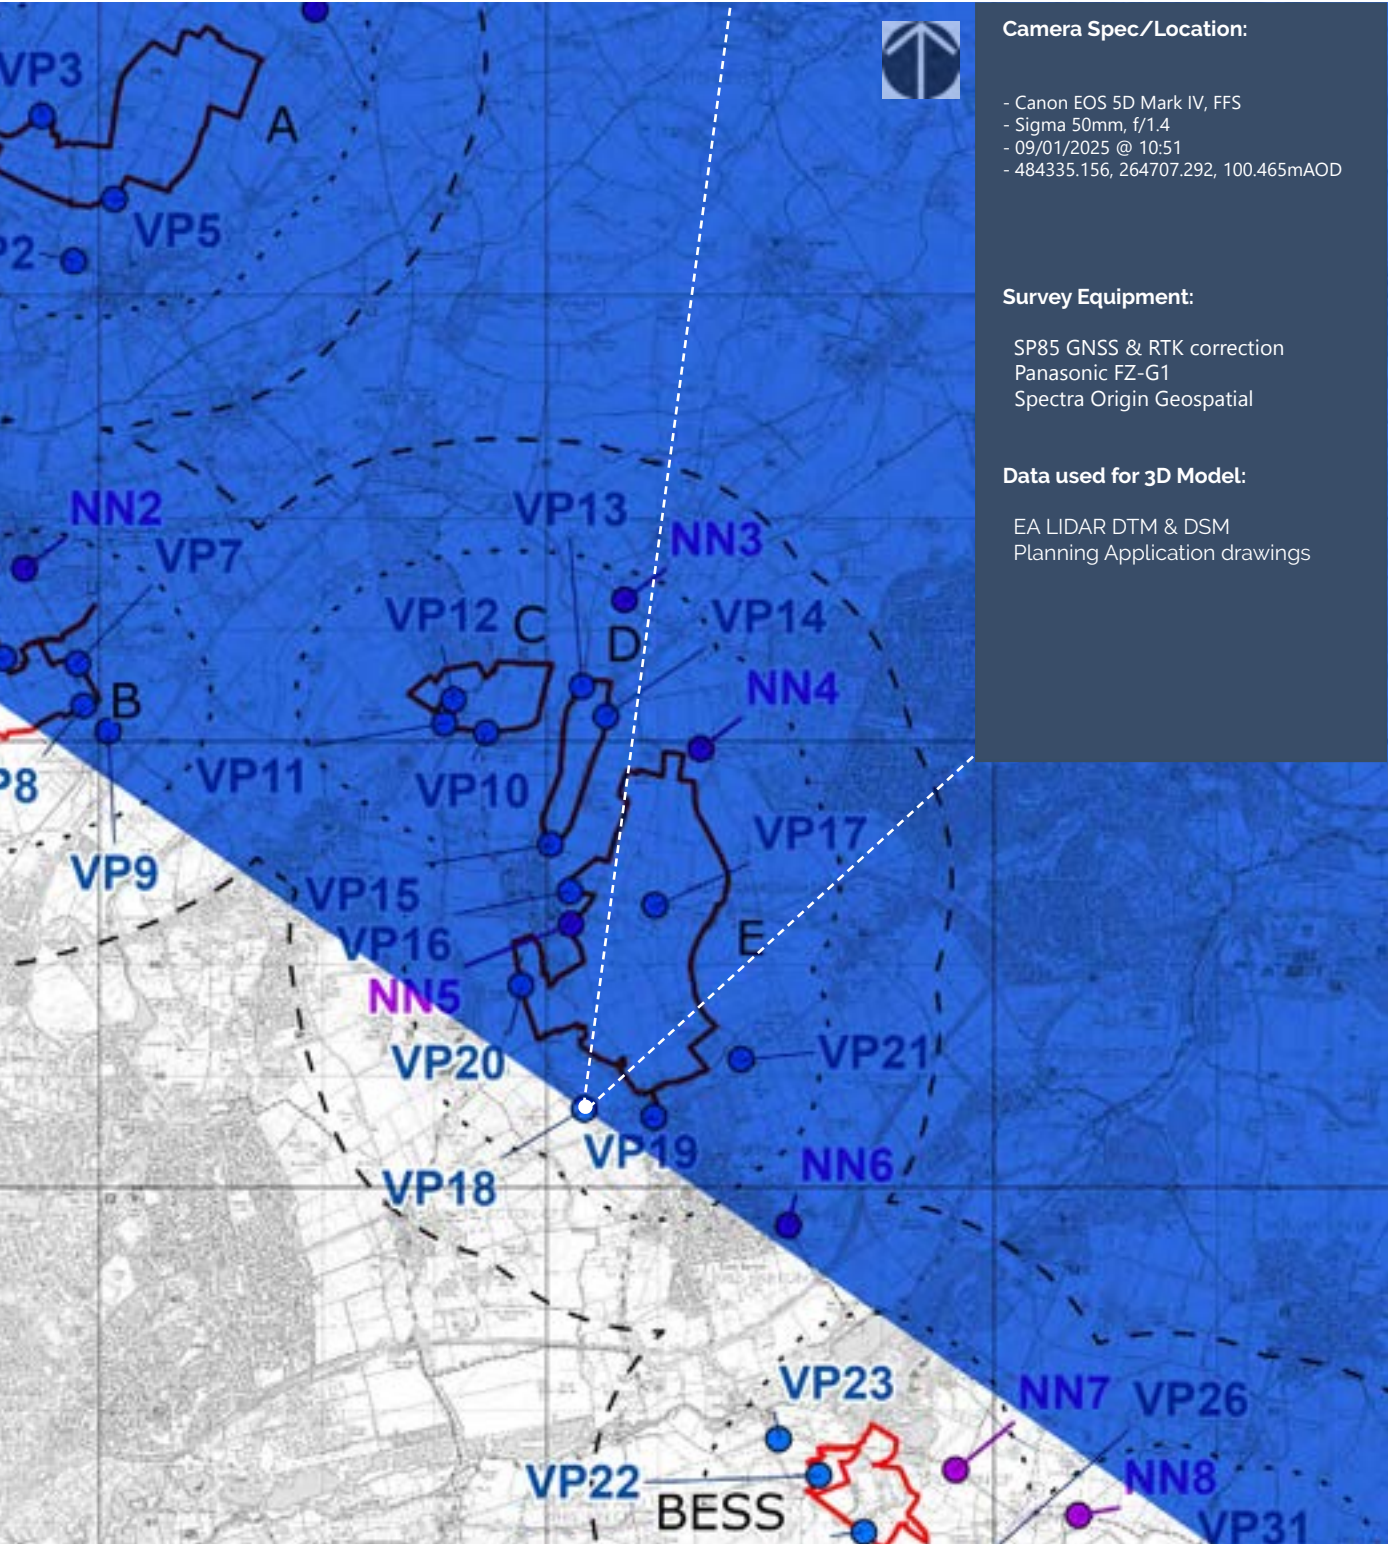 Camera Spec/Location:
- Canon EOS 5D Mark IV, FFS
- Sigma 50mm, f/1.4
- 09/01/2025 @ 10:51
- 484335.156, 264707.292, 100.465mAOD
Survey Equipment:
SP85 GNSS & RTK correction
Panasonic FZ-G1
Spectra Origin Geospatial
Data used for 3D Model:
EA LIDAR DTM & DSM
Planning Application drawings
VP3
A
VP5
P2
NN2
VP13
NN3
VP7
VP12
C
D
VP14
NN4
B
P8
VP11
VP10
VP17
VP9
VP15
VP16
E
NN5
VP20
VP21
VP19
NN6
VP18
VP23
NN7
VP26
VP22
BESS
NN8
VP31